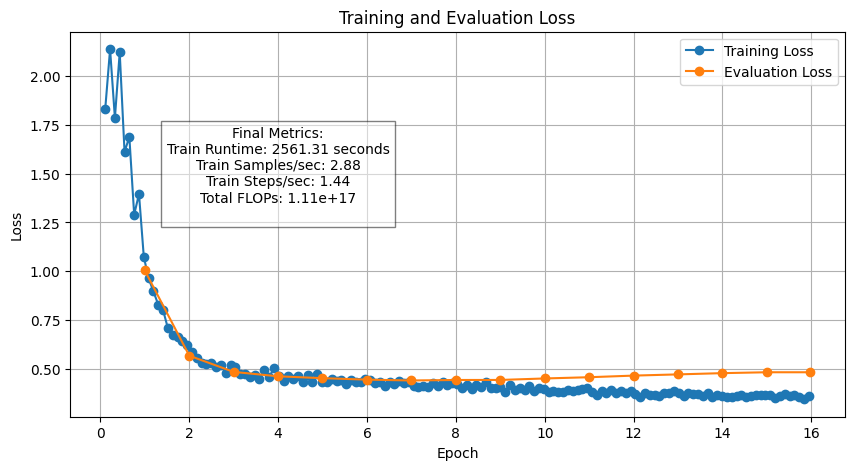 Training and Evaluation Loss
Training Loss
Evaluation Loss
Final Metrics:
Train Runtime: 2561.31 seconds
Train Samples/sec: 2.88
Train Steps/sec: 1.44
Total FLOPs: 1.11e+17
Loss
2.00
1.75
1.50
1.25
1.00
0.75
0.50
0 2 4 6 8 10 12 14 16
Epoch